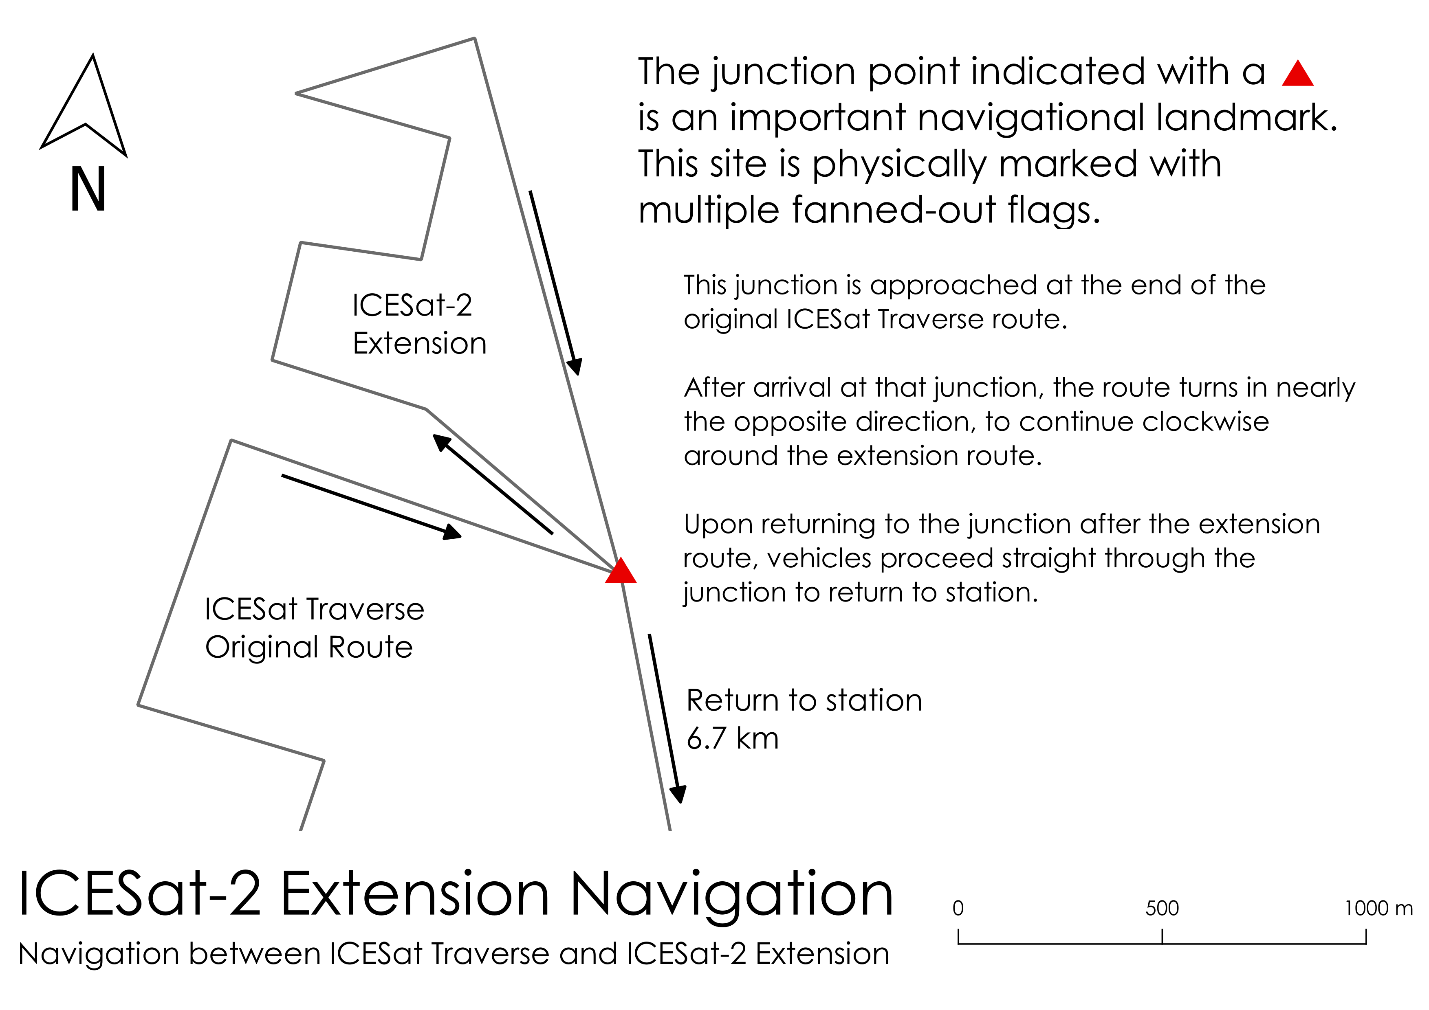 N
The junction point indicated with a
is an important navigational landmark.
This site is physically marked with
multiple fanned-out flags.
This junction is approached at the end of the
original ICESat Traverse route.
After arrival at that junction, the route turns in nearly
the opposite direction, to continue clockwise
around the extension route.
Upon returning to the junction after the extension
route, vehicles proceed straight through the
junction to return to station.
ICESat-2
Extension
ICESat Traverse
Original Route
Return to station
6.7 km
ICESat-2 Extension Navigation
Navigation between ICESat Traverse and ICESat-2 Extension
0 500 1000 m